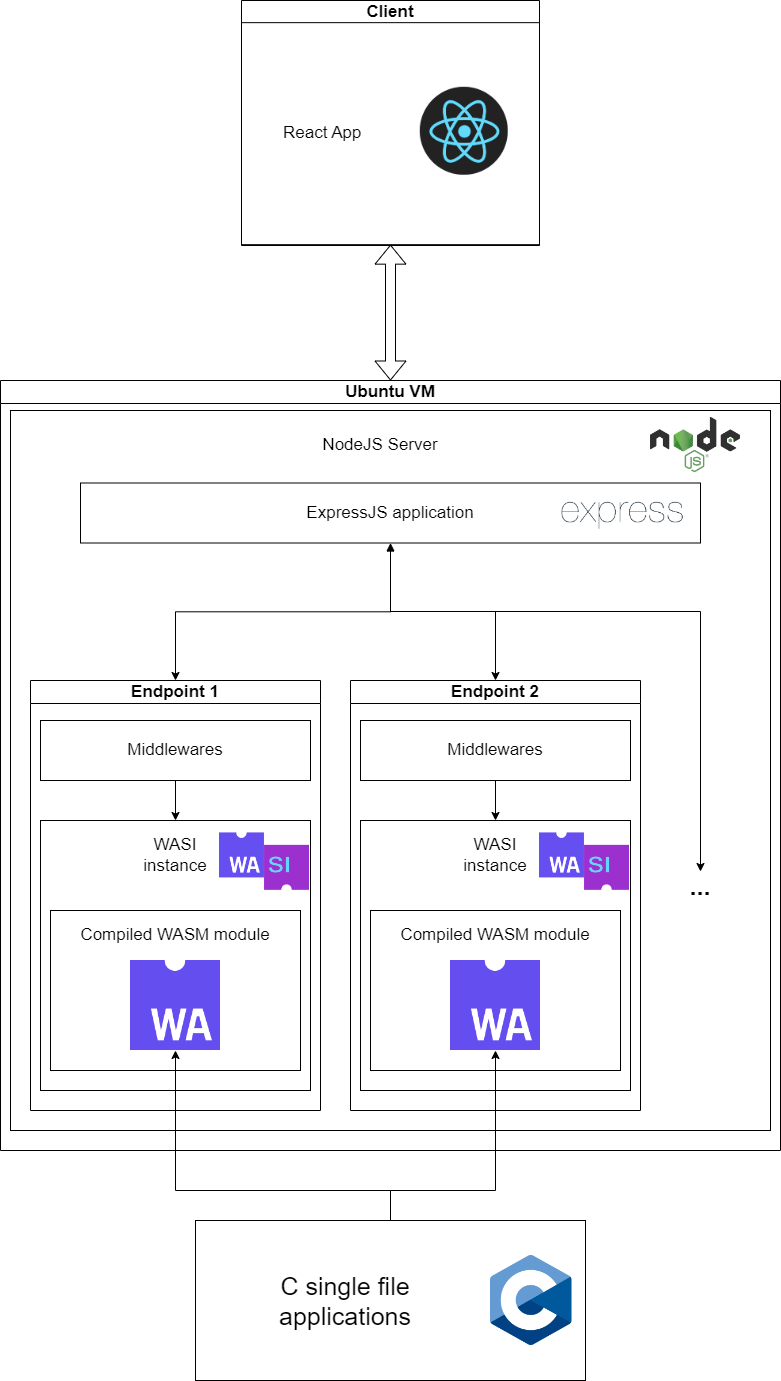 Client
React App
Ubuntu VM
NodeJS Server
node
JS
ExpressJS application
express
Endpoint 1
Middlewares
WASI
instance
WA SI
Compiled WASM module
WA
Endpoint 2
Middlewares
WASI
instance
WA SI
Compiled WASM module
WA
...
C single file
applications
C